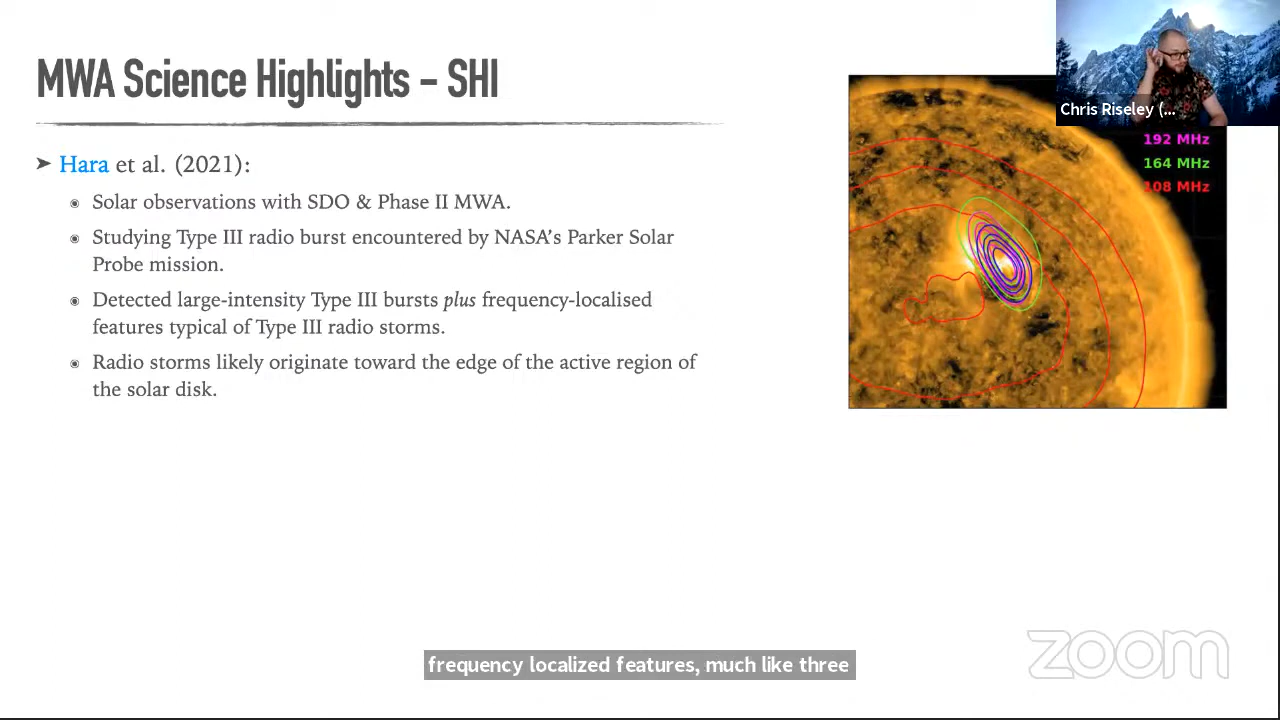 MWA Science Highlights – SHI
Chris Riseley (...
➤ Hara et al. (2021):
Solar observations with SDO & Phase II MWA.
Studying Type III radio burst encountered by NASA's Parker Solar
Probe mission.
Detected large-intensity Type III bursts plus frequency-localised
features typical of Type III radio storms.
Radio storms likely originate toward the edge of the active region of
the solar disk.
192 MHz
164 MHz
108 MHz
frequency localized features, much like three
zoom